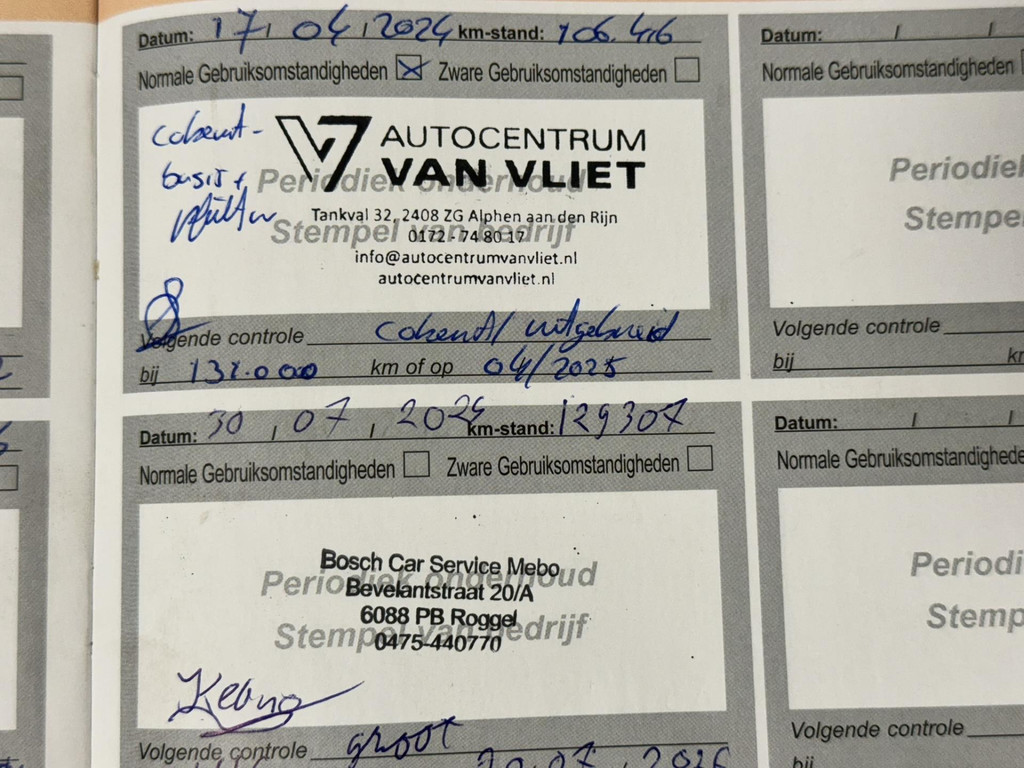 Datum: 17, 04, 2024 km-stand: 106.416
Normale Gebruiksomstandigheden Zware Gebruiksomstandigheden
AUTOCENTRUM
basis +
VAN VLIET
Periodiek onderhoud
Tankval 32, 2408 ZG Alphen aan den Rijn
Stempel van bedrijf
0172-74 80 17
info@autocentrumvanvliet.nl
autocentrumvanvliet.nl
Volgende controle uitgebreid
bij 131.000 km of op 04/2025
Datum: 30, 07, 2024 km-stand: 129307
Normale Gebruiksomstandigheden Zware Gebruiksomstandigheden
Bosch Car Service Mebo
Periodiek onderhoud
Bevelantstraat 20/A
6088 PB Roggel
Stempel van bedrijf
0475-440770
Volgende controle groot
07, 2026
Datum: / /
Normale Gebruiksomstandigheden
Periodiek
Stempel
Volgende controle
bij
Datum: / /
Normale Gebruiksomstandighede
Periodi
Stemp
Volgende controle
bij